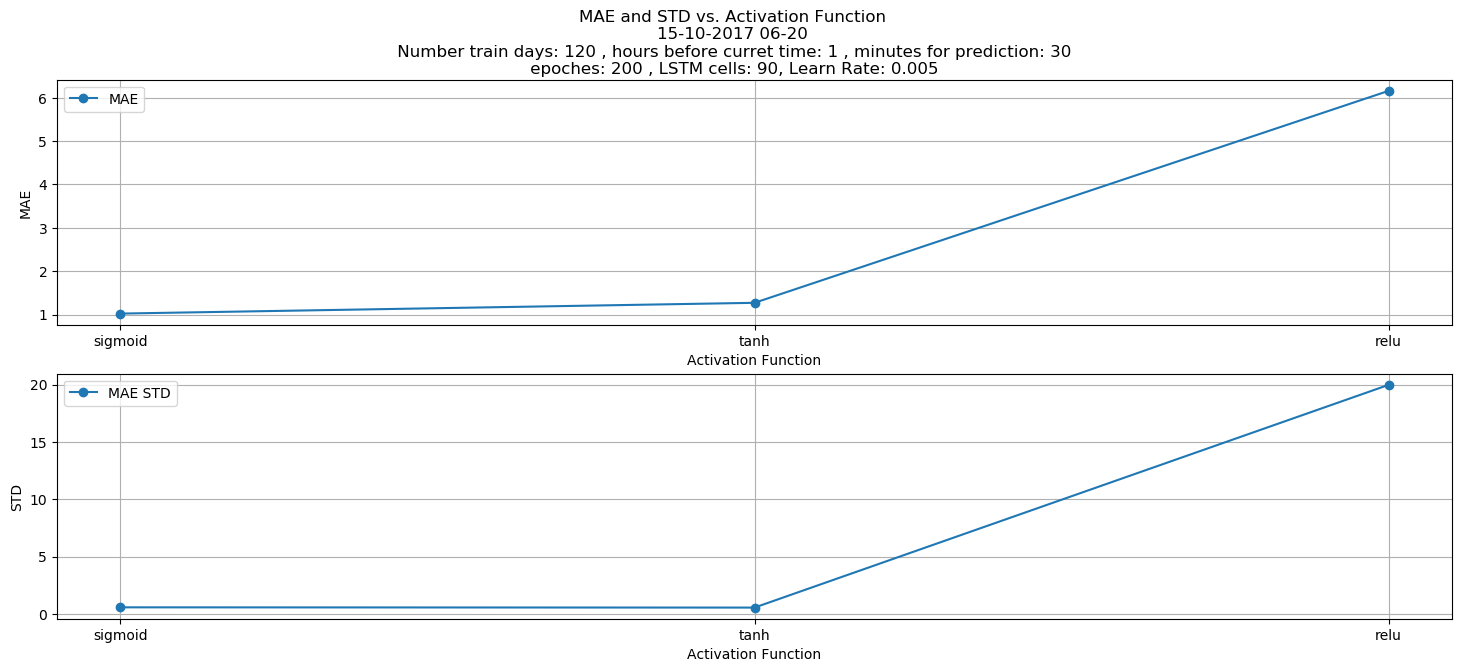 MAE and STD vs. Activation Function
15-10-2017 06-20
Number train days: 120 , hours before curret time: 1 , minutes for prediction: 30
epoches: 200 , LSTM cells: 90, Learn Rate: 0.005
MAE
6
5
4
3
2
1
MAE
sigmoid tanh relu
Activation Function
MAE STD
20
15
10
5
0
STD
sigmoid tanh relu
Activation Function